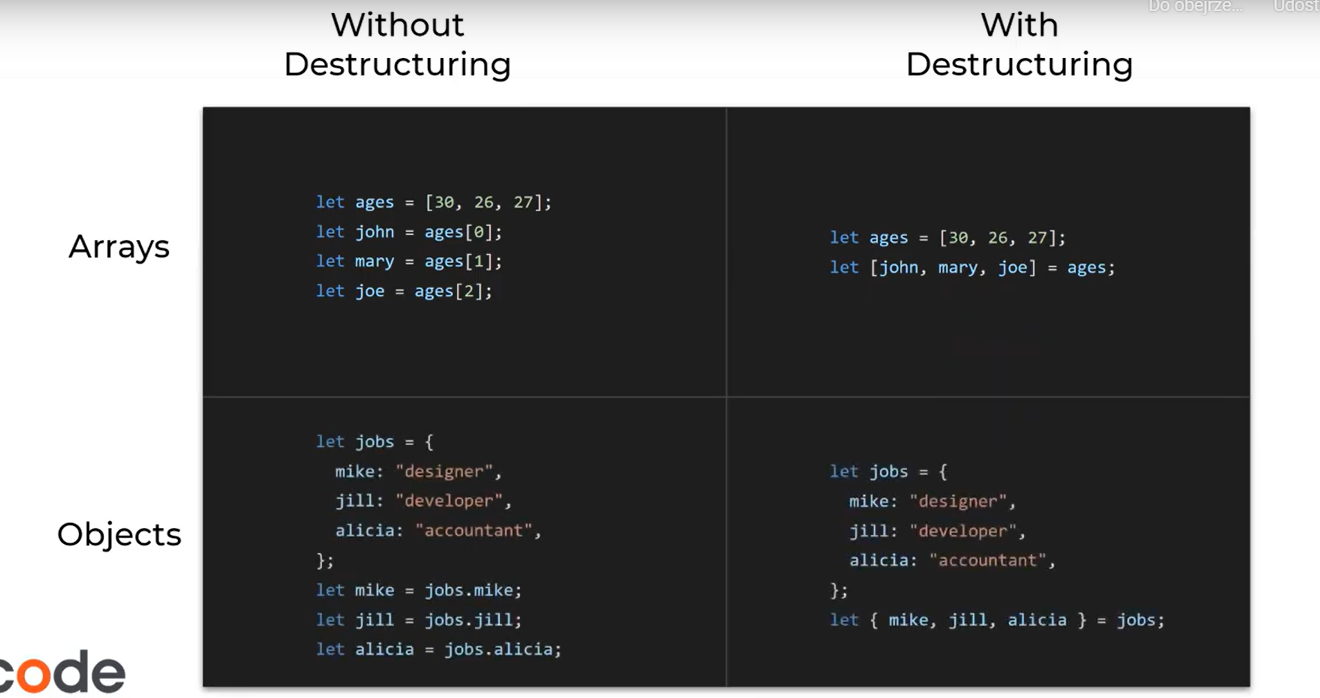 Do obejrze...
Udost
Without
Destructuring
With
Destructuring
Arrays
let ages = [30, 26, 27];
let john = ages[0];
let mary = ages[1];
let joe = ages[2];
let ages = [30, 26, 27];
let [john, mary, joe] = ages;
Objects
let jobs = {
  mike: "designer",
  jill: "developer",
  alicia: "accountant",
};
let mike = jobs.mike;
let jill = jobs.jill;
let alicia = jobs.alicia;
let jobs = {
  mike: "designer",
  jill: "developer",
  alicia: "accountant",
};
let { mike, jill, alicia } = jobs;
code